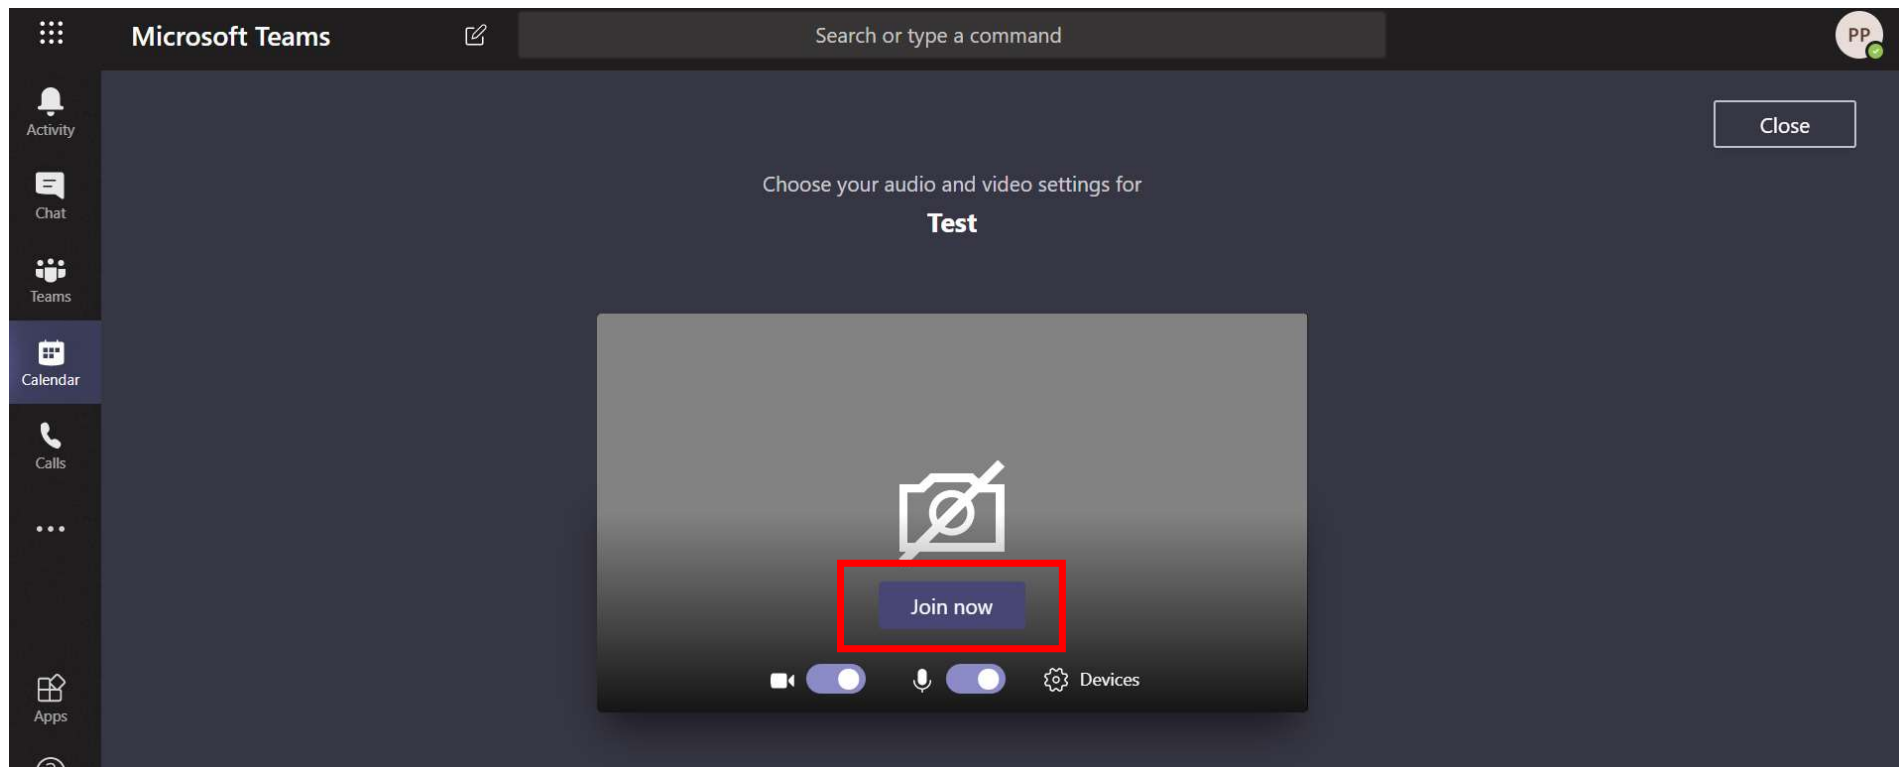 Microsoft Teams
Search or type a command
PP
Activity
Close
Chat
Choose your audio and video settings for
Test
Teams
Calendar
Calls
Join now
Devices
Apps